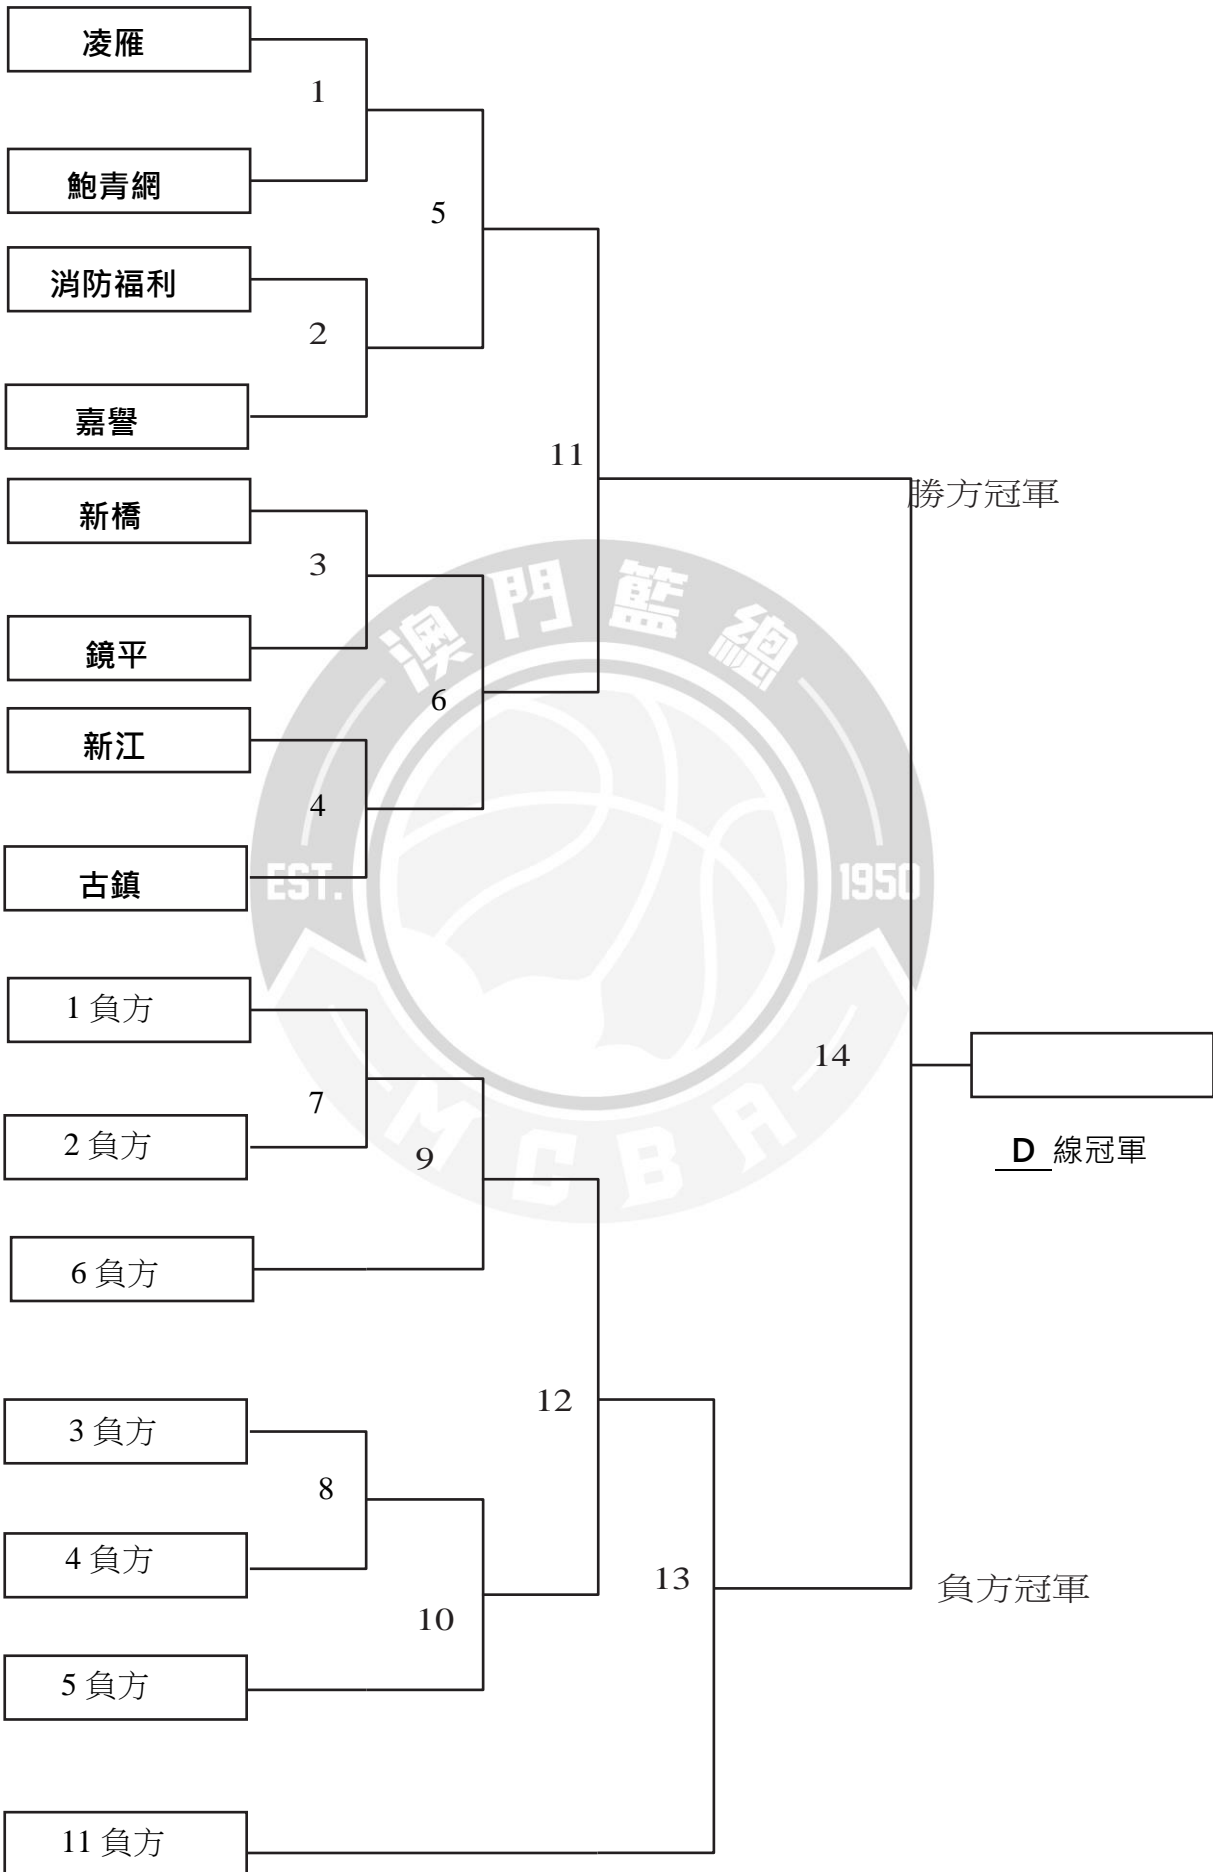 凌雁
1
鮑青網
5
消防福利
2
嘉譽
11
新橋
勝方冠軍
3
澳門籃總
鏡平
6
新江
4
古鎮
EST.
1950
1 負方
14
7
2 負方
9
MCBA
D 線冠軍
6 負方
12
3 負方
8
4 負方
13
負方冠軍
10
5 負方
11 負方